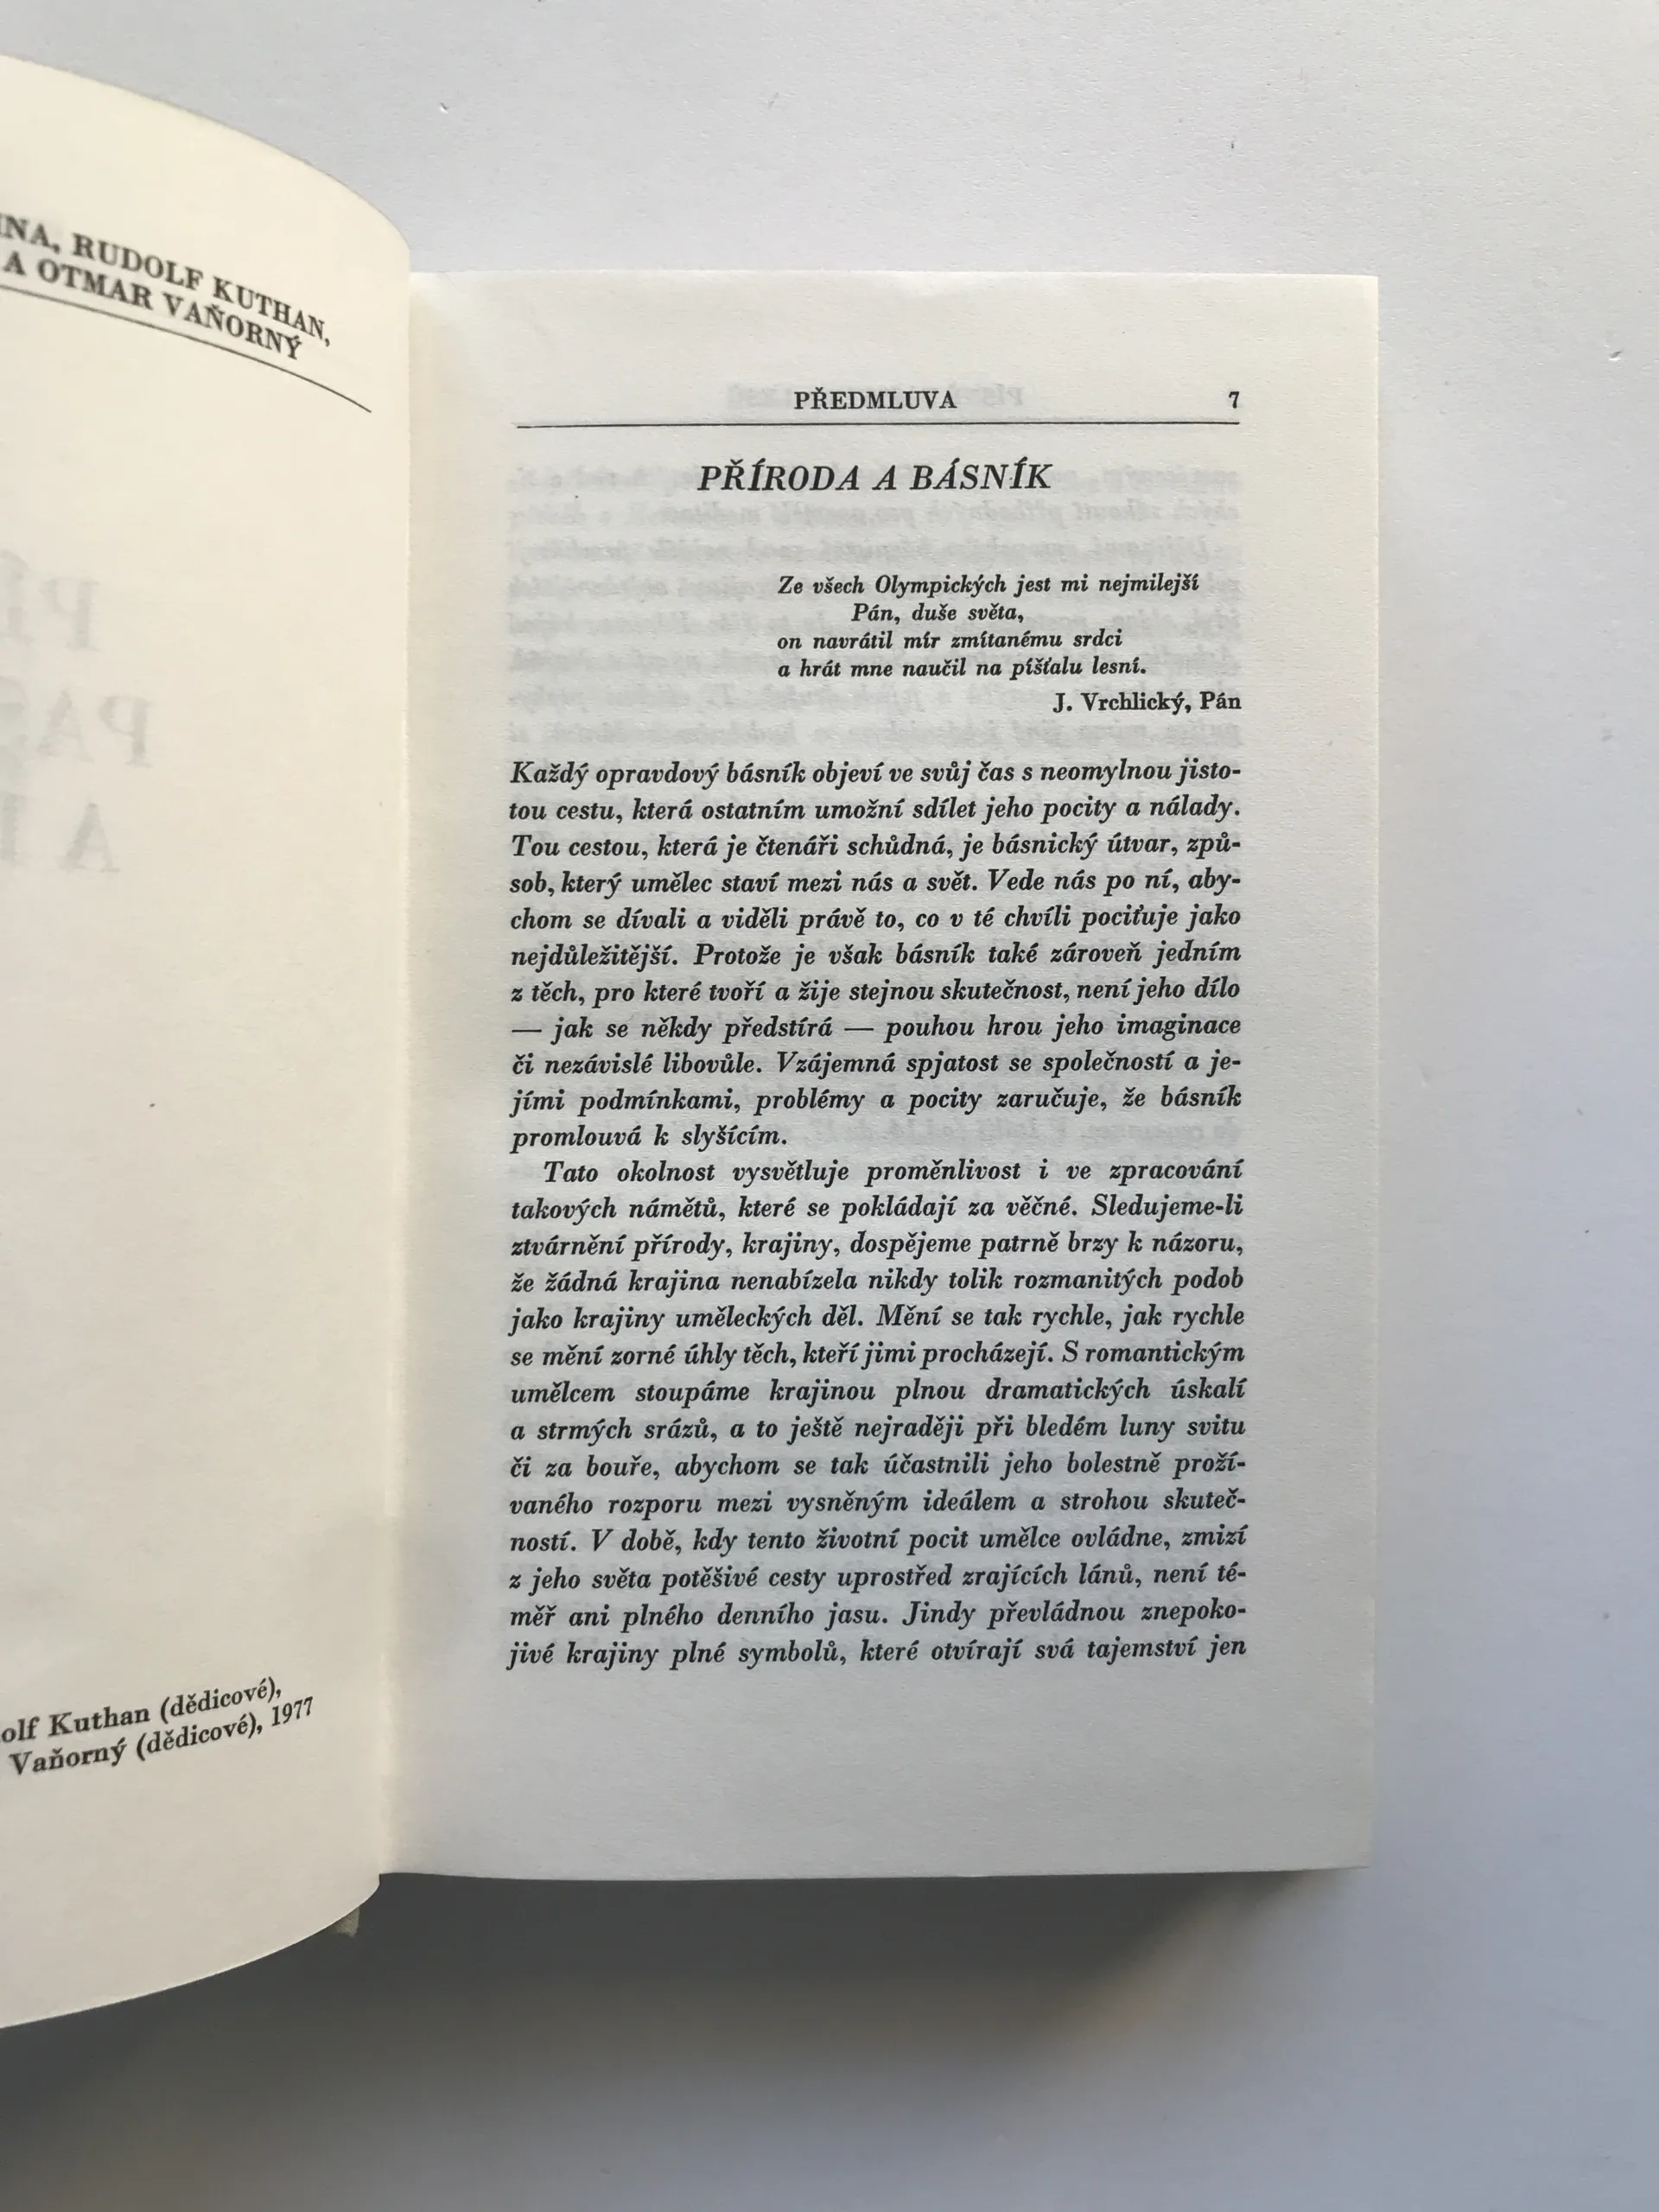 INA, RUDOLF KUTHAN,
A OTMAR VAŇORNÝ
olf Kuthan (dědicové),
Vaňorný (dědicové), 1977
PŘEDMLUVA 7
PŘÍRODA A BÁSNÍK
Ze všech Olympických jest mi nejmilejší
Pán, duše světa,
on navrátil mír zmítanému srdci
a hrát mne naučil na píšťalu lesní.
J. Vrchlický, Pán
Každý opravdový básník objeví ve svůj čas s neomylnou jisto-
tou cestu, která ostatním umožní sdílet jeho pocity a nálady.
Tou cestou, která je čtenáři schůdná, je básnický útvar, způ-
sob, který umělec staví mezi nás a svět. Vede nás po ní, aby-
chom se dívali a viděli právě to, co v té chvíli pociťuje jako
nejdůležitější. Protože je však básník také zároveň jedním
z těch, pro které tvoří a žije stejnou skutečnost, není jeho dílo
— jak se někdy předstírá — pouhou hrou jeho imaginace
či nezávislé libovůle. Vzájemná spjatost se společností a je-
jími podmínkami, problémy a pocity zaručuje, že básník
promlouvá k slyšícím.
Tato okolnost vysvětluje proměnlivost i ve zpracování
takových námětů, které se pokládají za věčné. Sledujeme-li
ztvárnění přírody, krajiny, dospějeme patrně brzy k názoru,
že žádná krajina nenabízela nikdy tolik rozmanitých podob
jako krajiny uměleckých děl. Mění se tak rychle, jak rychle
se mění zorné úhly těch, kteří jimi procházejí. S romantickým
umělcem stoupáme krajinou plnou dramatických úskalí
a strmých srázů, a to ještě nejraději při bledém luny svitu
či za bouře, abychom se tak účastnili jeho bolestně proží-
vaného rozporu mezi vysněným ideálem a strohou skuteč-
ností. V době, kdy tento životní pocit umělce ovládne, zmizí
z jeho světa potěšivé cesty uprostřed zrajících lánů, není té-
měř ani plného denního jasu. Jindy převládnou znepoko-
jivé krajiny plné symbolů, které otvírají svá tajemství jen